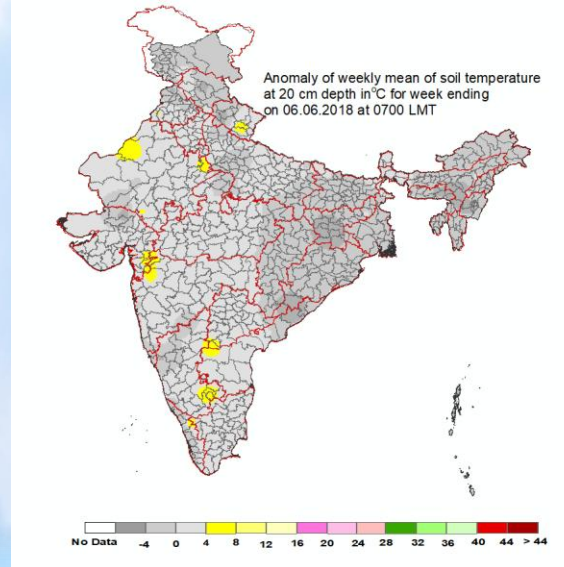 Anomaly of weekly mean of soil temperature
at 20 cm depth in°C for week ending
on 06.06.2018 at 0700 LMT
No Data -4 0 4 8 12 16 20 24 28 32 36 40 44 > 44